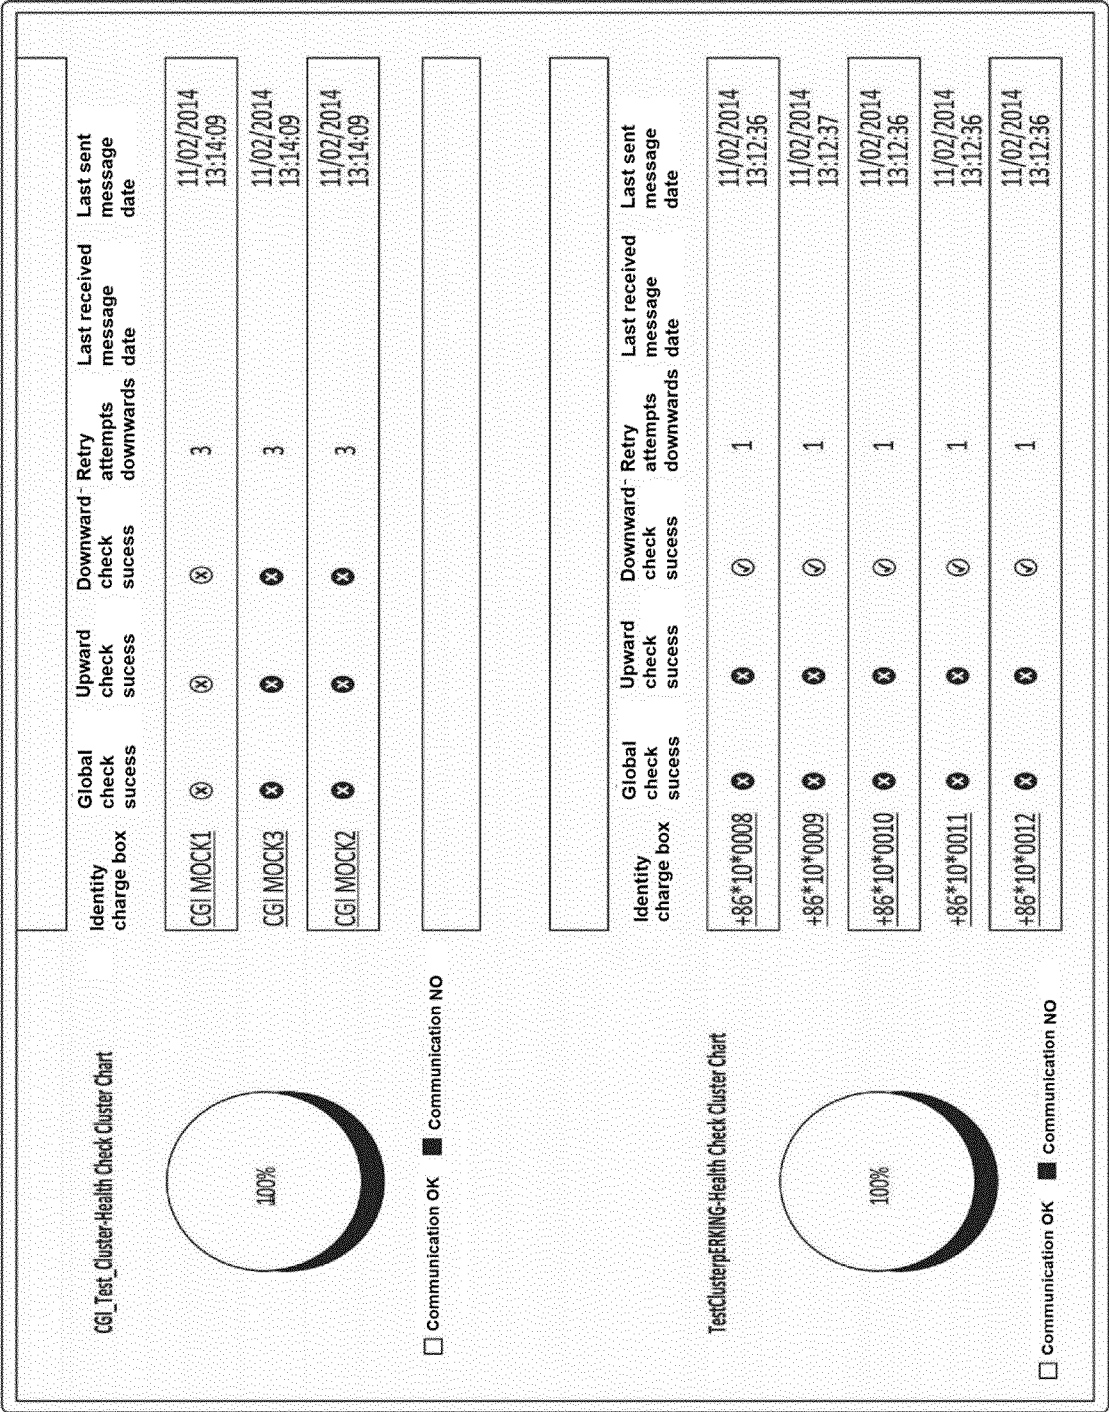 CGI_Test_Cluster-Health Check Cluster Chart
100%
Communication OK Communication NO
Identity
charge box
Global
check
sucess
Upward
check
sucess
Downward-
check
sucess
Retry
attempts
downwards
Last received
message
date
Last sent
message
date
CGI MOCK1 3 11/02/2014
13:14:09
CGI MOCK3 3 11/02/2014
13:14:09
CGI MOCK2 3 11/02/2014
13:14:09
TestClusterpERKING-Health Check Cluster Chart
100%
Communication OK Communication NO
Identity
charge box
Global
check
sucess
Upward
check
sucess
Downward-
check
sucess
Retry
attempts
downwards
Last received
message
date
Last sent
message
date
+86*10*0008 1 11/02/2014
13:12:36
+86*10*0009 1 11/02/2014
13:12:37
+86*10*0010 1 11/02/2014
13:12:36
+86*10*0011 1 11/02/2014
13:12:36
+86*10*0012 1 11/02/2014
13:12:36